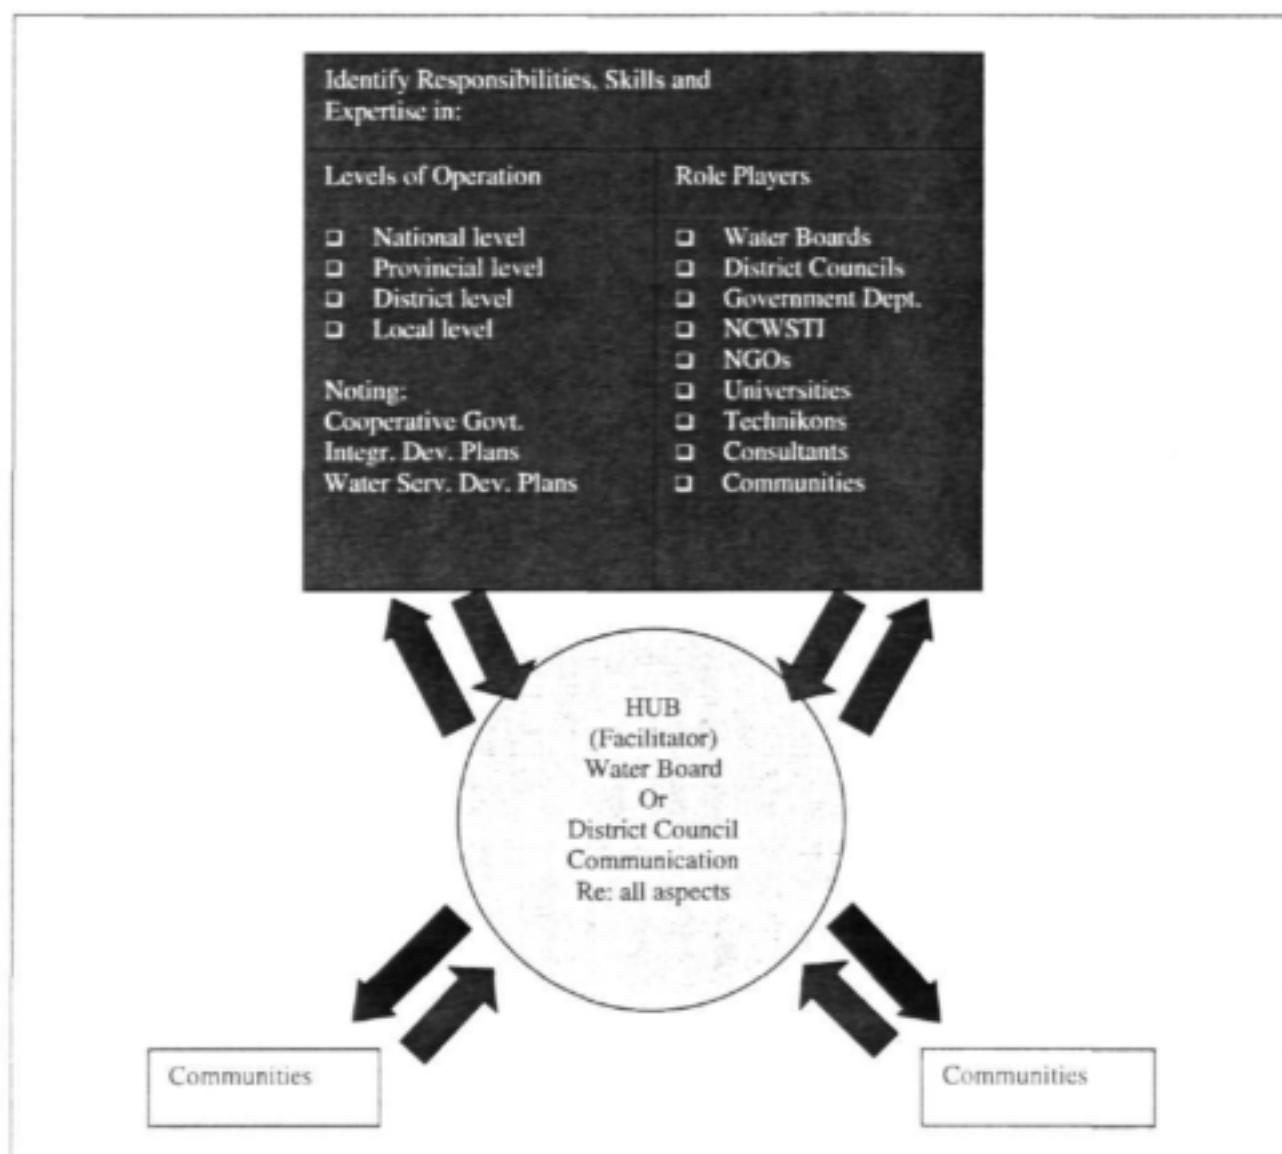 Identify Responsibilities, Skills and
Expertise in:
Levels of Operation
❑ National level
❑ Provincial level
❑ District level
❑ Local level
Noting:
Cooperative Govt.
Integr. Dev. Plans
Water Serv. Dev. Plans
Role Players
❑ Water Boards
❑ District Councils
❑ Government Dept.
❑ NCWSTI
❑ NGOs
❑ Universities
❑ Technikons
❑ Consultants
❑ Communities
HUB
(Facilitator)
Water Board
Or
District Council
Communication
Re: all aspects
Communities
Communities